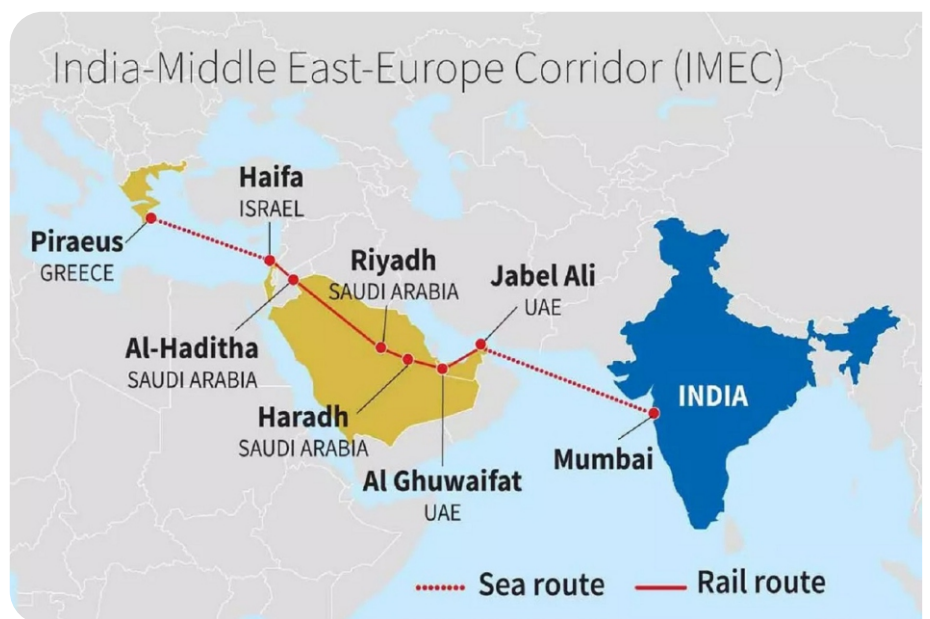 India-Middle East-Europe Corridor (IMEC)
Haifa
ISRAEL
Piraeus
GREECE
Riyadh
SAUDI ARABIA
Jabel Ali
UAE
Al-Haditha
SAUDI ARABIA
Haradh
SAUDI ARABIA
Al Ghuwaifat
UAE
INDIA
Mumbai
Sea route
Rail route